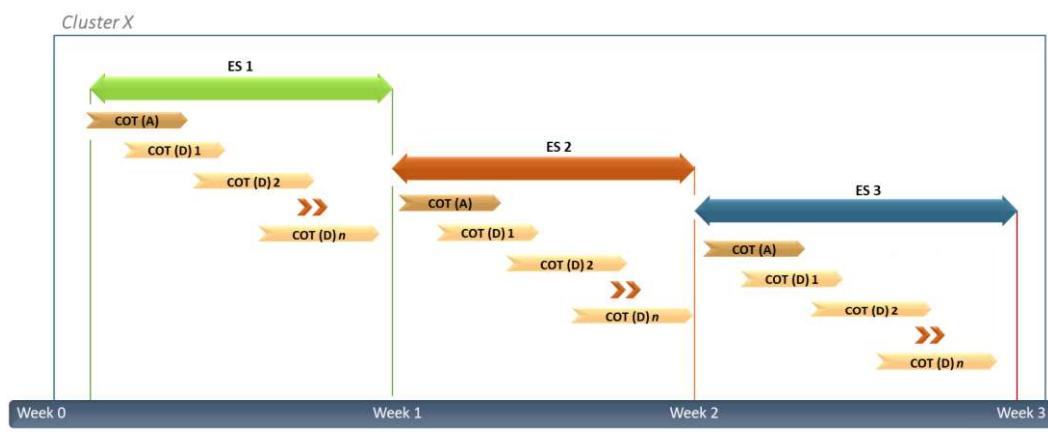 Cluster X
ES 1
COT (A)
COT (D) 1
COT (D) 2
COT (D) n
ES 2
COT (A)
COT (D) 1
COT (D) 2
COT (D) n
ES 3
COT (A)
COT (D) 1
COT (D) 2
COT (D) n
Week 0 Week 1 Week 2 Week 3